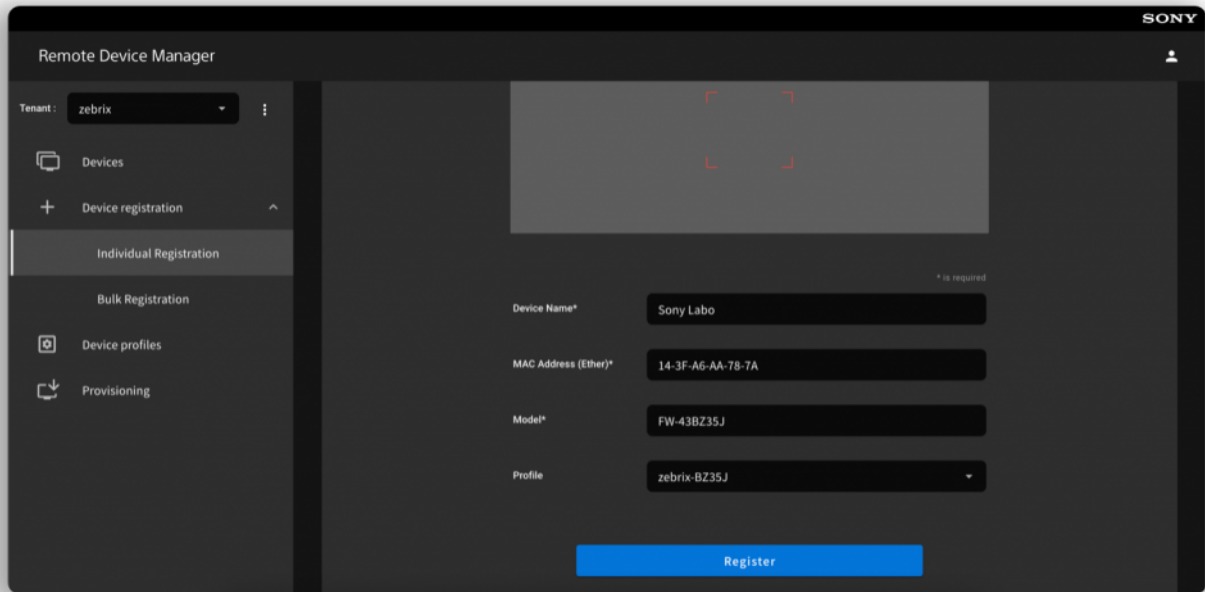 SONY
Remote Device Manager
Tenant :
zebrix
Devices
Device registration
Individual Registration
Bulk Registration
Device profiles
Provisioning
* is required
Device Name*
Sony Labo
MAC Address (Ether)*
14-3F-A6-AA-78-7A
Model*
FW-43BZ35J
Profile
zebrix-BZ35J
Register